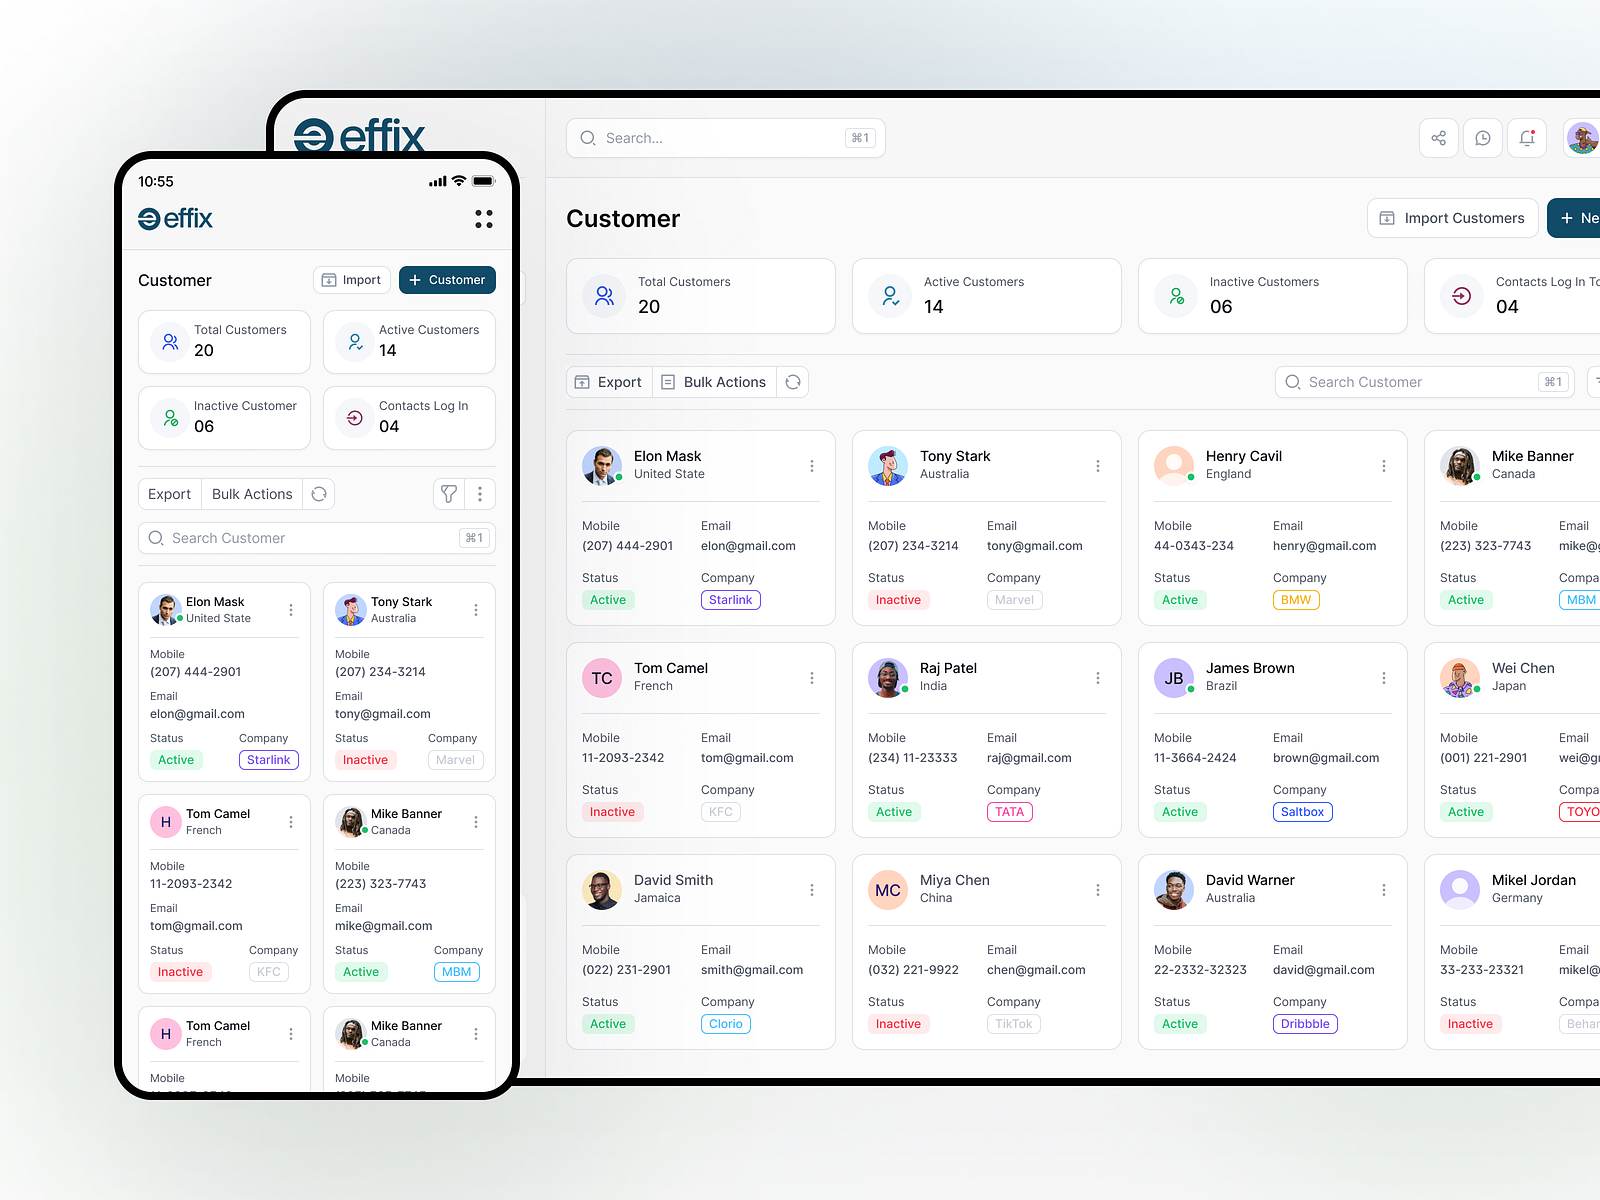 effix
Search...
⌘1
Customer
Import Customers
+ Ne
Total Customers
20
Active Customers
14
Inactive Customers
06
Contacts Log In To
04
Export
Bulk Actions
Search Customer
⌘1
Elon Mask
United State
Mobile
Email
(207) 444-2901
elon@gmail.com
Status
Company
Active
Starlink
Tony Stark
Australia
Mobile
Email
(207) 234-3214
tony@gmail.com
Status
Company
Inactive
Marvel
Henry Cavil
England
Mobile
Email
44-0343-234
henry@gmail.com
Status
Company
Active
BMW
Mike Banner
Canada
Mobile
Email
(223) 323-7743
mike@g
Status
Compa
Active
MBM
TC
Tom Camel
French
Mobile
Email
11-2093-2342
tom@gmail.com
Status
Company
Inactive
KFC
Raj Patel
India
Mobile
Email
(234) 11-23333
raj@gmail.com
Status
Company
Active
TATA
JB
James Brown
Brazil
Mobile
Email
11-3664-2424
brown@gmail.com
Status
Company
Active
Saltbox
Wei Chen
Japan
Mobile
Email
(001) 221-2901
wei@g
Status
Compa
Active
TOYO
David Smith
Jamaica
Mobile
Email
(022) 231-2901
smith@gmail.com
Status
Company
Active
Clorio
MC
Miya Chen
China
Mobile
Email
(032) 221-9922
chen@gmail.com
Status
Company
Inactive
TikTok
David Warner
Australia
Mobile
Email
22-2332-32323
david@gmail.com
Status
Company
Active
Dribbble
Mikel Jordan
Germany
Mobile
Email
33-233-23321
mikel@
Status
Compa
Inactive
Behan
10:55
effix
Customer
Import
+ Customer
Total Customers
20
Active Customers
14
Inactive Customer
06
Contacts Log In
04
Export
Bulk Actions
Search Customer
⌘1
Elon Mask
United State
Mobile
(207) 444-2901
Email
elon@gmail.com
Status
Company
Active
Starlink
Tony Stark
Australia
Mobile
(207) 234-3214
Email
tony@gmail.com
Status
Company
Inactive
Marvel
H
Tom Camel
French
Mobile
11-2093-2342
Email
tom@gmail.com
Status
Company
Inactive
KFC
Mike Banner
Canada
Mobile
(223) 323-7743
Email
mike@gmail.com
Status
Company
Active
MBM
H
Tom Camel
French
Mobile
Mike Banner
Canada
Mobile